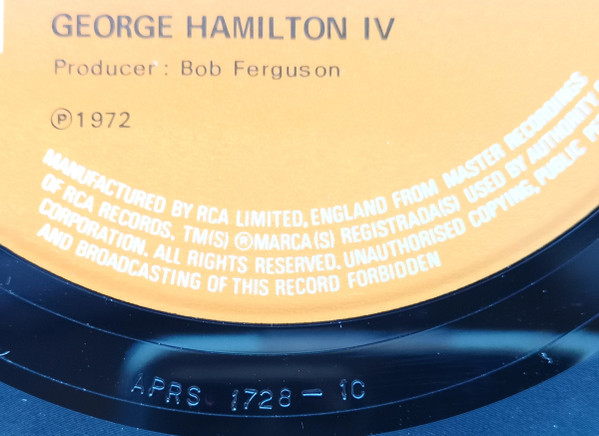 GEORGE HAMILTON IV
Producer: Bob Ferguson
Ⓟ1972
MANUFACTURED BY RCA LIMITED, ENGLAND FROM MASTER RECORDINGS
OF RCA RECORDS. TM(S) ®MARCA(S) REGISTRADA(S) USED BY AUTHORITY
CORPORATION. ALL RIGHTS RESERVED. UNAUTHORISED COPYING, PUBLIC
AND BROADCASTING OF THIS RECORD FORBIDDEN
APRS 1728-1C